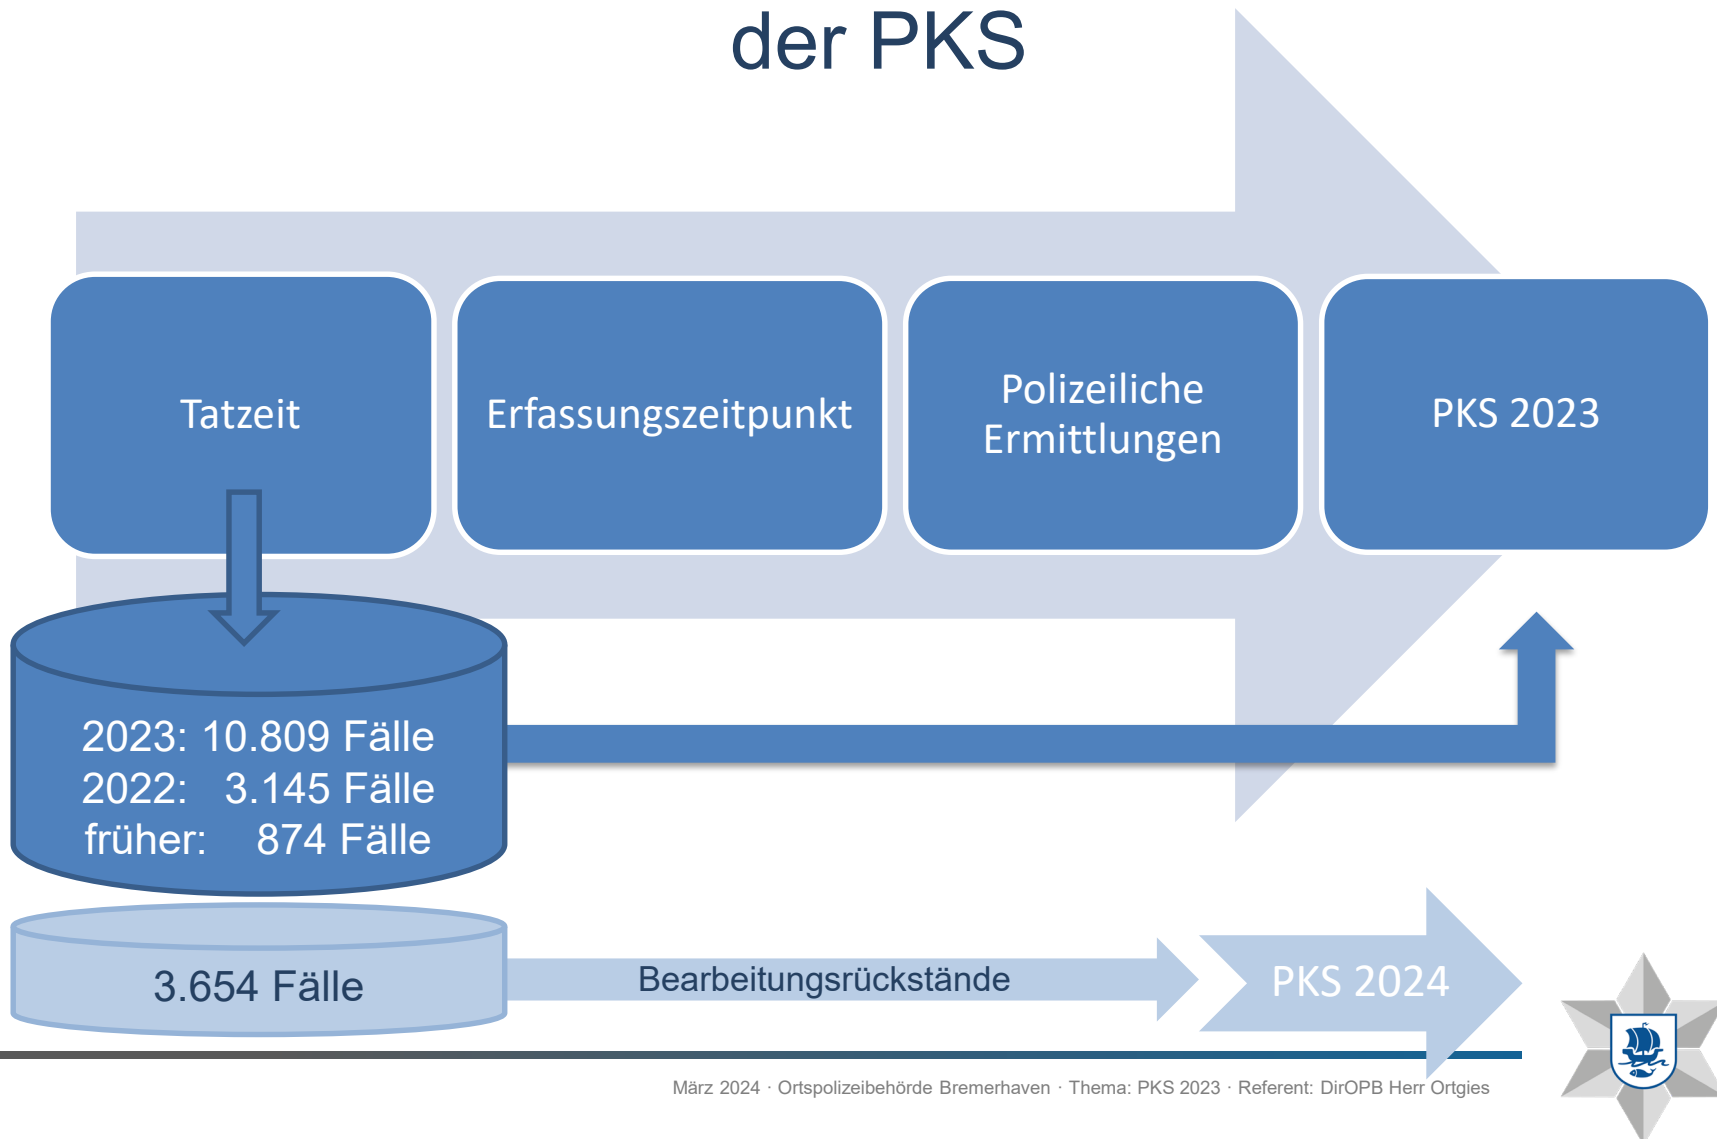 der PKS
Tatzeit
Erfassungszeitpunkt
Polizeiliche
Ermittlungen
PKS 2023
2023: 10.809 Fälle
2022: 3.145 Fälle
früher: 874 Fälle
3.654 Fälle
Bearbeitungsrückstände
PKS 2024
März 2024 · Ortspolizeibehörde Bremerhaven · Thema: PKS 2023 · Referent: DirOPB Herr Ortgies